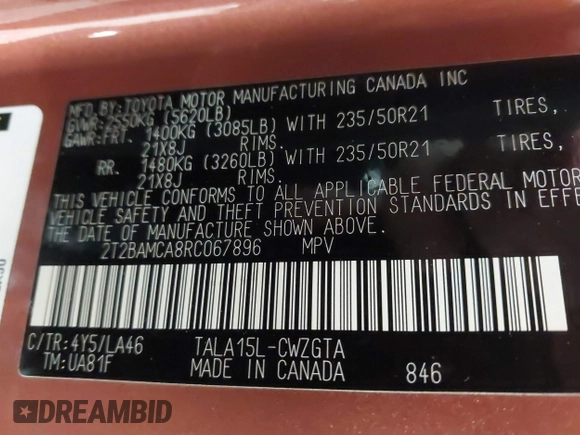 MFD.BY:TOYOTA MOTOR MANUFACTURING CANADA INC
GVWR:2550KG (5620LB)
GAWR:FRT. 1400KG (3085LB) WITH 235/50R21 TIRES,
21X8J RIMS.
RR. 1480KG (3260LB) WITH 235/50R21 TIRES,
21X8J RIMS.
THIS VEHICLE CONFORMS TO ALL APPLICABLE FEDERAL MOTOR
VEHICLE SAFETY AND THEFT PREVENTION STANDARDS IN EFFE
THE DATE OF MANUFACTURE SHOWN ABOVE.
2T2BAMCA8RC067896 MPV
C/TR:4Y5/LA46 TALA15L-CWZGTA
TM:UA81F MADE IN CANADA 846
DREAMBID